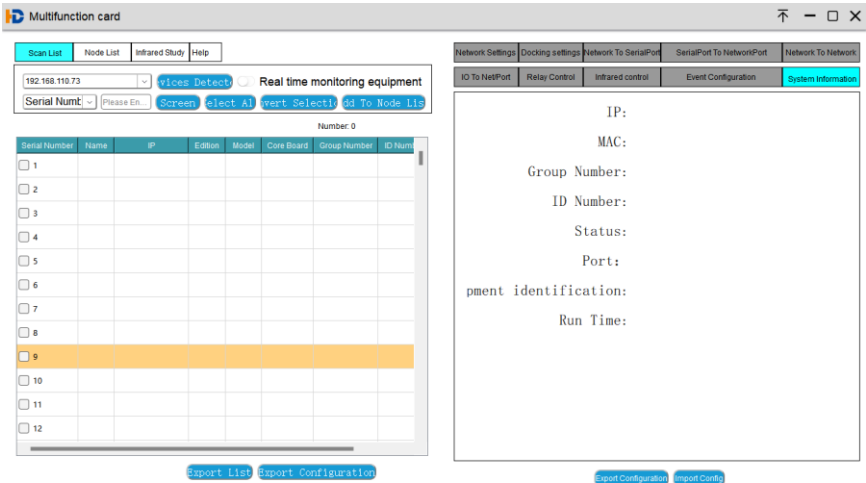 Multifunction card
Scan List Node List Infrared Study Help
192.168.110.73 vices Detect Real time monitoring equipment
Serial Numb Please En... Screen elect Al vert Selectio dd To Node Lis
Number: 0
Serial Number Name IP Edition Model Core Board Group Number ID Numb
1
2
3
4
5
6
7
8
9
10
11
12
Export List Export Configuration
Network Settings Docking settings Network To SerialPort SerialPort To NetworkPort Network To Network
IO To NetPort Relay Control Infrared control Event Configuration System Information
IP:
MAC:
Group Number:
ID Number:
Status:
Port:
pment identification:
Run Time:
Export Configuration Import Config